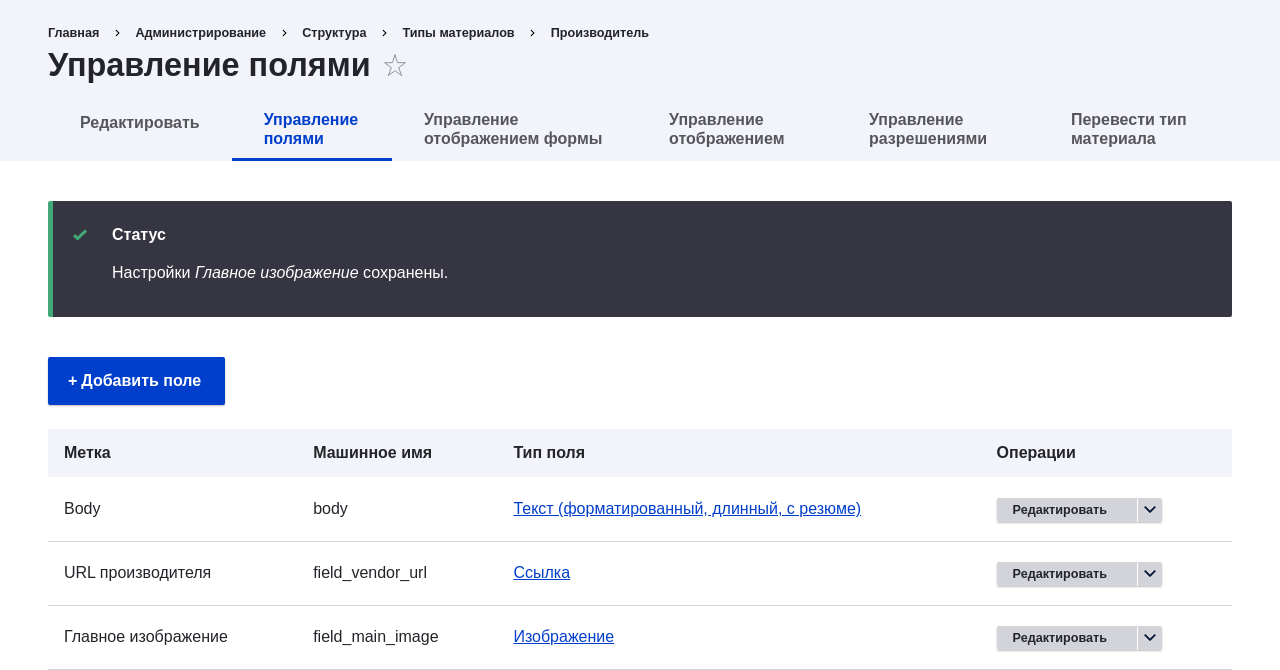 Главная > Администрирование > Структура > Типы материалов > Производитель
Управление полями
Редактировать
Управление
полями
Управление
отображением формы
Управление
отображением
Управление
разрешениями
Перевести тип
материала
Статус
Настройки Главное изображение сохранены.
+ Добавить поле
Метка Машинное имя Тип поля Операции
Body body Текст (форматированный, длинный, с резюме) Редактировать
URL производителя field_vendor_url Ссылка Редактировать
Главное изображение field_main_image Изображение Редактировать